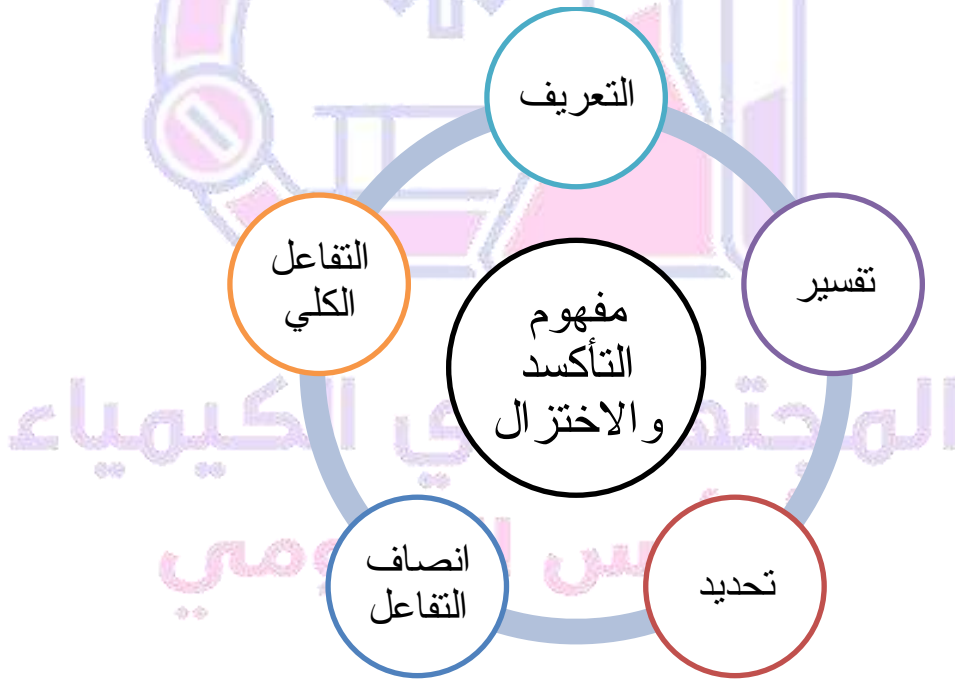 التعريف
تفسير
تحديد
انصاف
التفاعل
التفاعل
الكلي
مفهوم
التأكسد
والاختزال